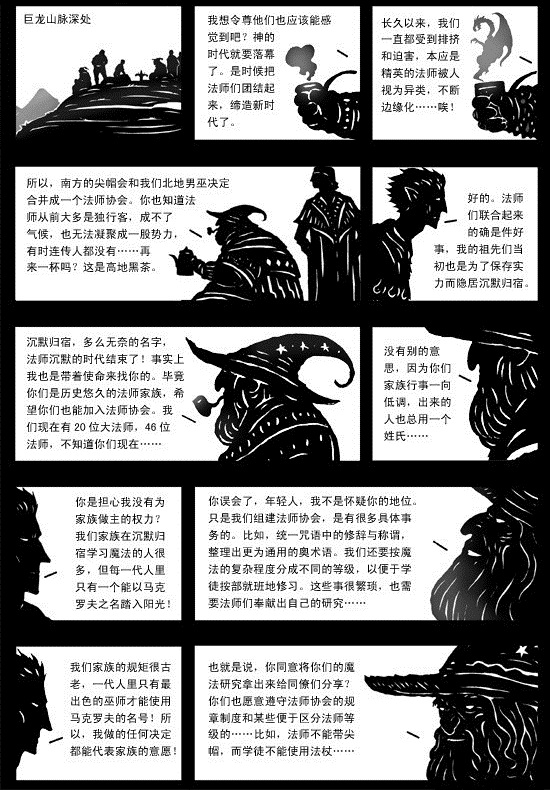 巨龙山脉深处
我想令尊他们也应该能感
觉到吧？神的
时代就要落幕
了。是时候把
法师们团结起
来，缔造新时
代了。
长久以来，我们
一直都受到排挤
和迫害，本应是
精英的法师被人
视为异类，不断
边缘化……唉！
所以，南方的尖帽会和我们北地男巫决定
合并成一个法师协会。你也知道法
师从前大多是独行客，成不了
气候，也无法凝聚成一股势力，
有时连传人都没有……再
来一杯吗？这是高地黑茶。
好的。法师
们联合起来
的确是件好
事，我的祖先们当
初也是为了保存实
力而隐居沉默归宿。
沉默归宿，多么无奈的名字，
法师沉默的时代结束了！事实上
我也是带着使命来找你的。毕竟
你们是历史悠久的法师家族，希
望你们也能加入法师协会。我
们现在有 20 位大法师，46 位
法师，不知道你们现在……
没有别的意
思，因为你们
家族行事一向
低调，出来的
人也总用一个
姓氏……
你是担心我没有为
家族做主的权力？
我们家族在沉默归
宿学习魔法的人很
多，但每一代人里
只有一个能以马克
罗夫之名踏入阳光！
你误会了，年轻人，我不是怀疑你的地位。
只是我们组建法师协会，是有很多具体事
务的。比如，统一咒语中的修辞与称谓，
整理出更为通用的奥术语。我们还要按魔
法的复杂程度分成不同的等级，以便于学
徒按部就班地修习。这些事很繁琐，也需
要法师们奉献出自己的研究……
我们家族的规矩很古
老，一代人里只有最
出色的巫师才能使用
马克罗夫的名号！所
以，我做的任何决定
都能代表家族的意愿！
也就是说，你同意将你们的魔
法研究拿出来给同僚们分享？
你们也愿意遵守法师协会的规
章制度和某些便于区分法师等
级的……比如，法师不能带尖
帽，而学徒不能使用法杖……